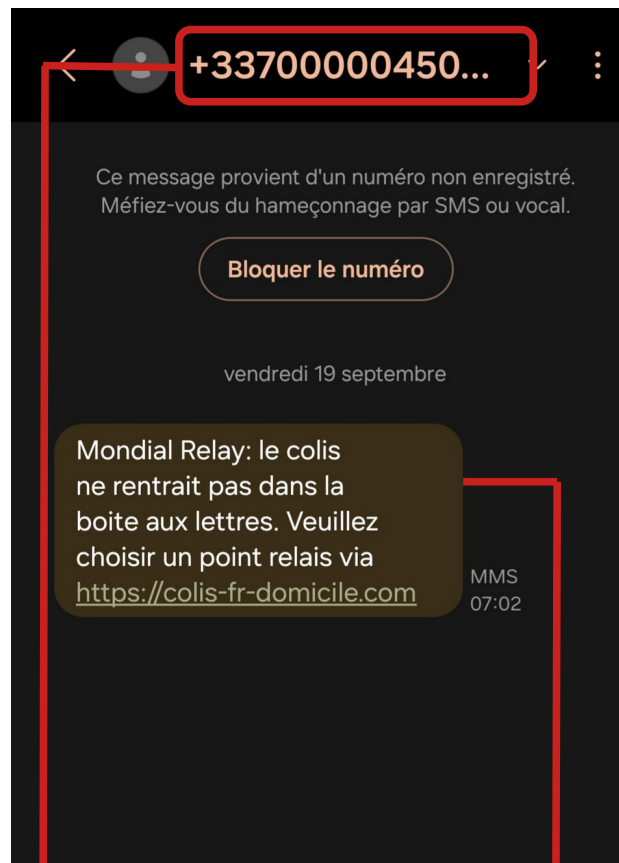 +33700000450...
Ce message provient d'un numéro non enregistré.
Méfiez-vous du hameçonnage par SMS ou vocal.
Bloquer le numéro
vendredi 19 septembre
Mondial Relay: le colis
ne rentrait pas dans la
boite aux lettres. Veuillez
choisir un point relais via
https://colis-fr-domicile.com
MMS
07:02